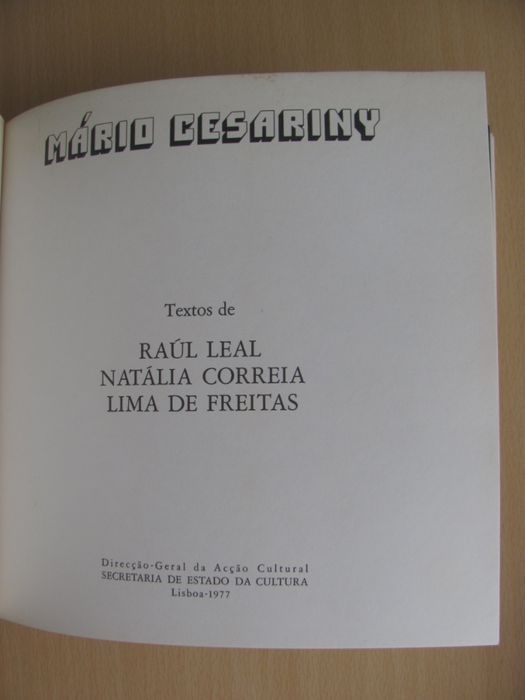 MÁRIO CESARINY
Textos de
RAÚL LEAL
NATÁLIA CORREIA
LIMA DE FREITAS
Direcção-Geral da Acção Cultural
SECRETARIA DE ESTADO DA CULTURA
Lisboa-1977